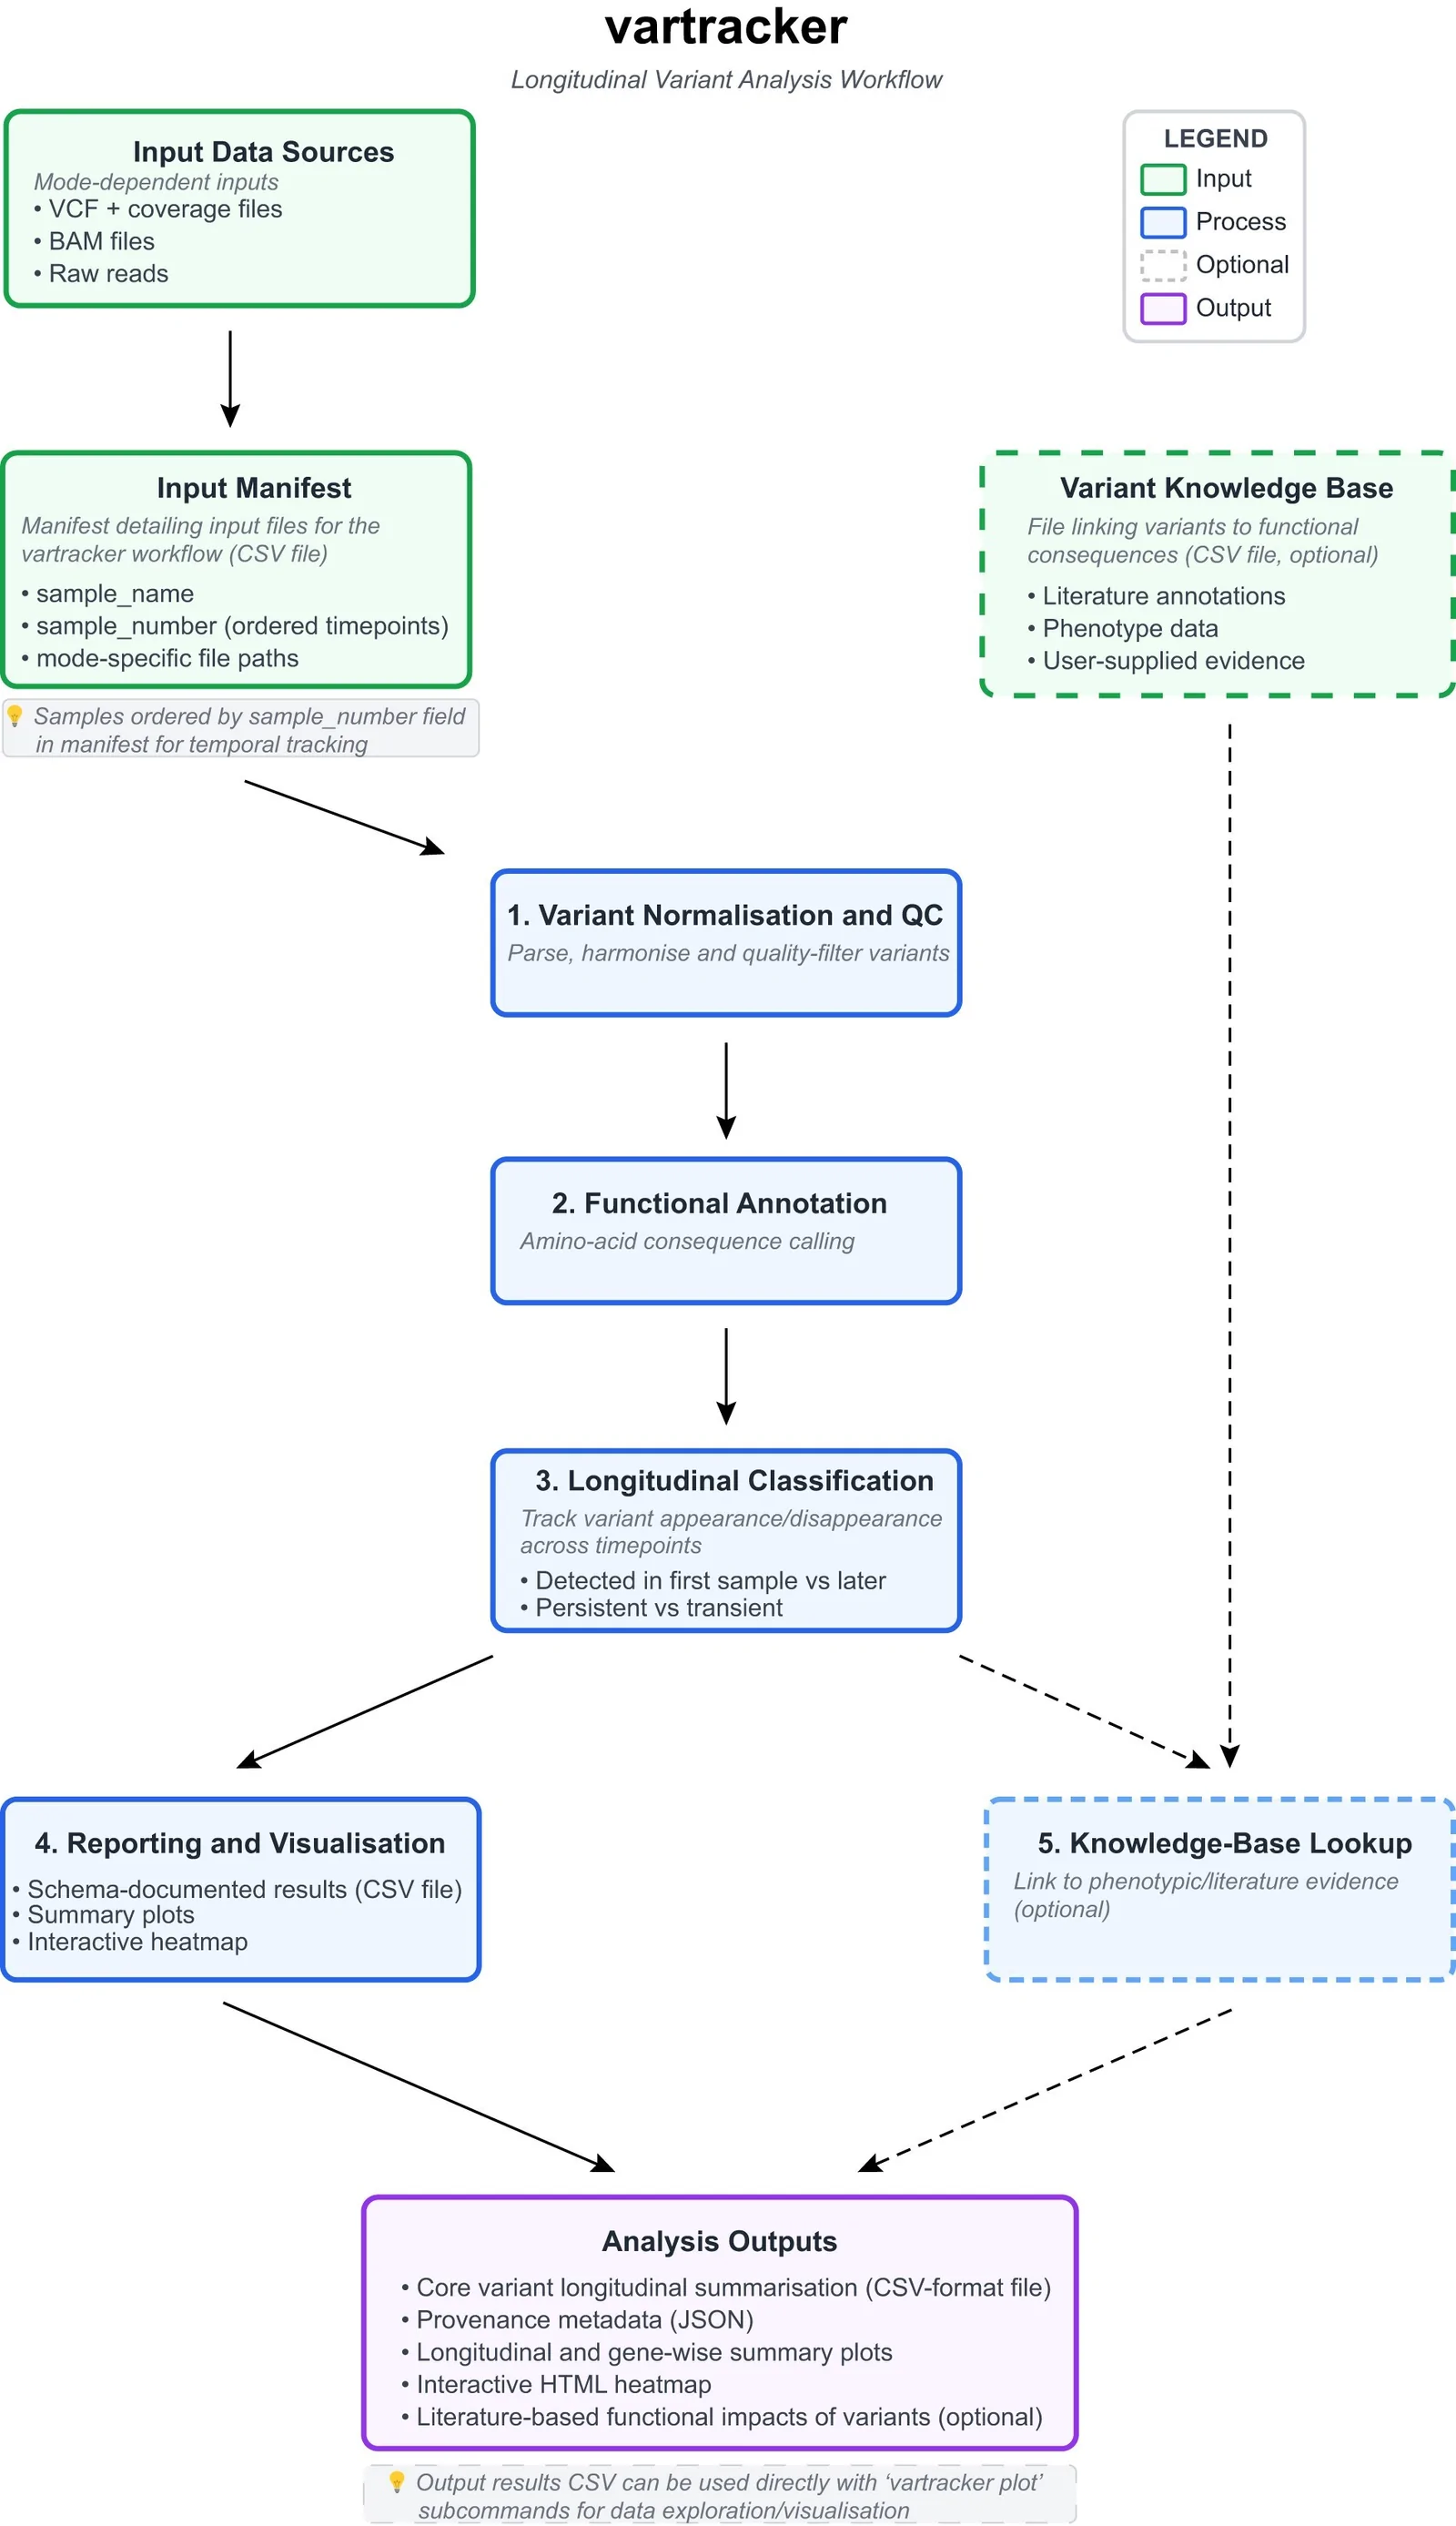 vartracker
Longitudinal Variant Analysis Workflow
Input Data Sources
Mode-dependent inputs
• VCF + coverage files
• BAM files
• Raw reads
LEGEND
Input
Process
Optional
Output
Input Manifest
Manifest detailing input files for the
vartracker workflow (CSV file)
• sample_name
• sample_number (ordered timepoints)
• mode-specific file paths
💡 Samples ordered by sample_number field
in manifest for temporal tracking
Variant Knowledge Base
File linking variants to functional
consequences (CSV file, optional)
• Literature annotations
• Phenotype data
• User-supplied evidence
1. Variant Normalisation and QC
Parse, harmonise and quality-filter variants
2. Functional Annotation
Amino-acid consequence calling
3. Longitudinal Classification
Track variant appearance/disappearance
across timepoints
• Detected in first sample vs later
• Persistent vs transient
4. Reporting and Visualisation
• Schema-documented results (CSV file)
• Summary plots
• Interactive heatmap
5. Knowledge-Base Lookup
Link to phenotypic/literature evidence
(optional)
Analysis Outputs
• Core variant longitudinal summarisation (CSV-format file)
• Provenance metadata (JSON)
• Longitudinal and gene-wise summary plots
• Interactive HTML heatmap
• Literature-based functional impacts of variants (optional)
💡 Output results CSV can be used directly with ‘vartracker plot’
subcommands for data exploration/visualisation